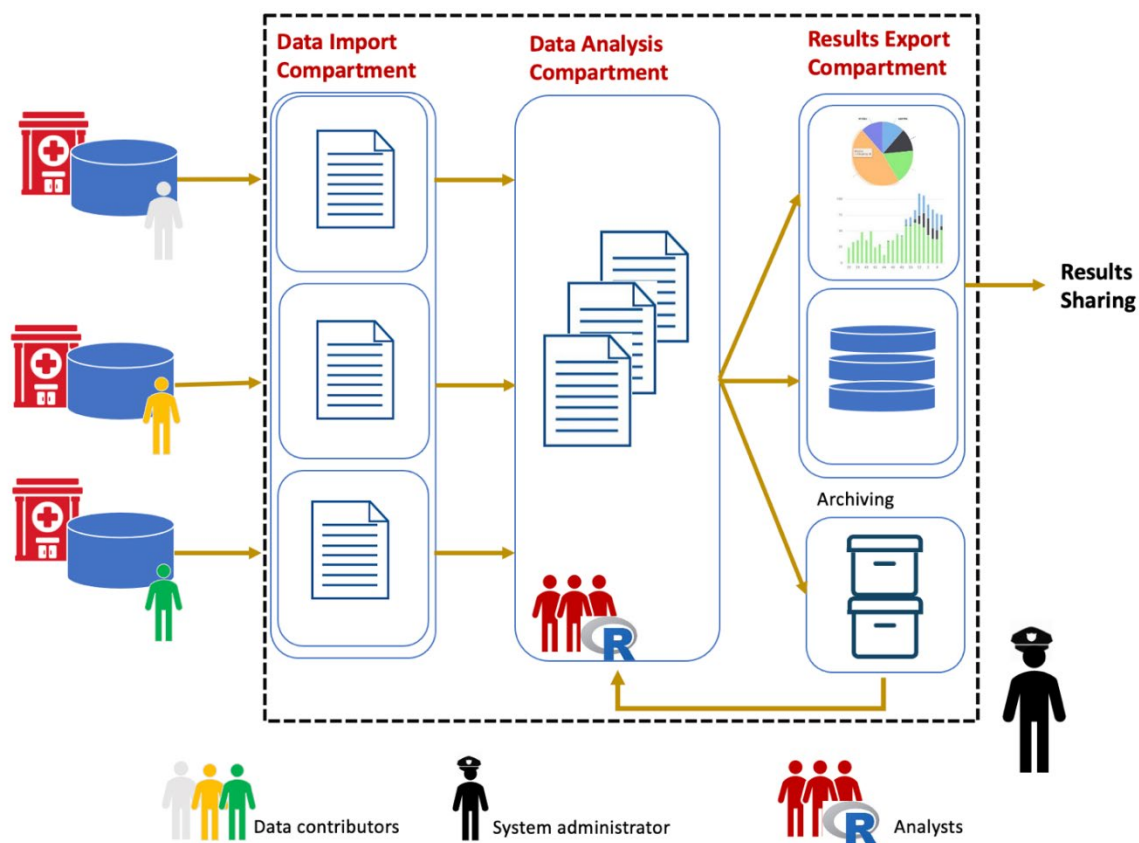 Data Import
Compartment
Data Analysis
Compartment
Results Export
Compartment
Results
Sharing
Archiving
R
Data contributors
System administrator
R
Analysts